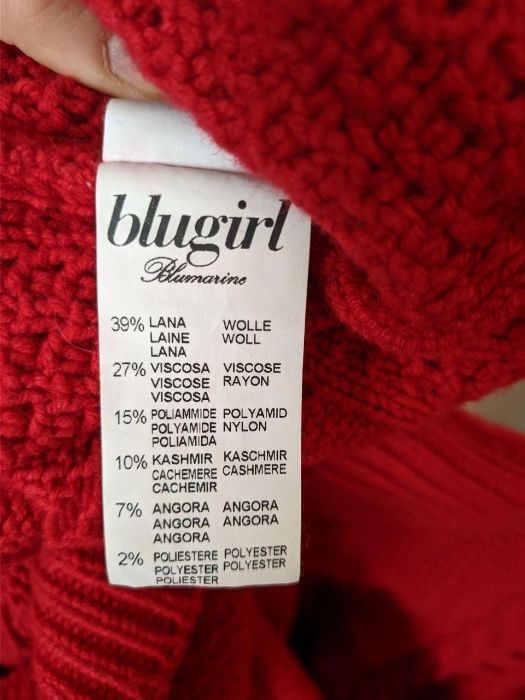 blugirl
Blumarine
39% LANA WOLLE
LAINE WOLL
LANA
27% VISCOSA VISCOSE
VISCOSE RAYON
VISCOSA
15% POLIAMMIDE POLYAMID
POLYAMIDE NYLON
POLIAMIDA
10% KASHMIR KASCHMIR
CACHEMERE CASHMERE
CACHEMIR
7% ANGORA ANGORA
ANGORA ANGORA
ANGORA
2% POLIESTERE POLYESTER
POLYESTER POLYESTER
POLIESTER